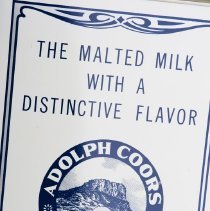 THE MALTED MILK
WITH A
DISTINCTIVE FLAVOR
ADOLPH COORS